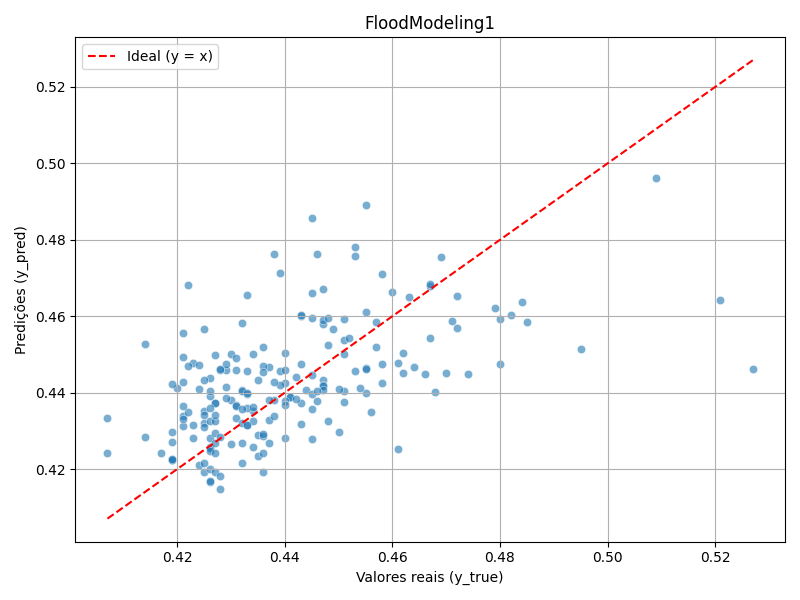 FloodModeling1
Ideal (y = x)
0.52
0.50
0.48
0.46
0.44
0.42
Predições (y_pred)
0.42 0.44 0.46 0.48 0.50 0.52
Valores reais (y_true)